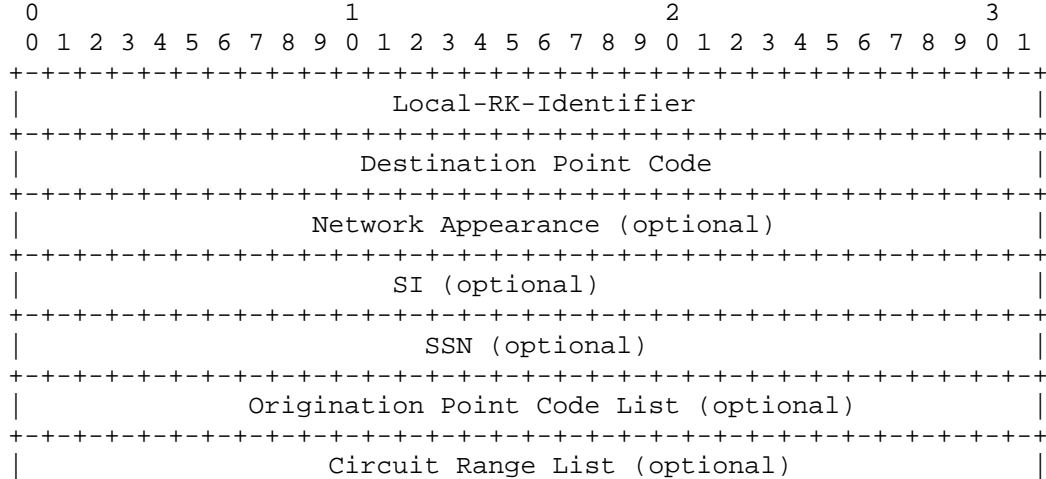 0                   1                   2                   3
0 1 2 3 4 5 6 7 8 9 0 1 2 3 4 5 6 7 8 9 0 1 2 3 4 5 6 7 8 9 0 1
+-+-+-+-+-+-+-+-+-+-+-+-+-+-+-+-+-+-+-+-+-+-+-+-+-+-+-+-+-+-+-+-+
|                       Local-RK-Identifier                     |
+-+-+-+-+-+-+-+-+-+-+-+-+-+-+-+-+-+-+-+-+-+-+-+-+-+-+-+-+-+-+-+-+
|                     Destination Point Code                    |
+-+-+-+-+-+-+-+-+-+-+-+-+-+-+-+-+-+-+-+-+-+-+-+-+-+-+-+-+-+-+-+-+
|                  Network Appearance (optional)                |
+-+-+-+-+-+-+-+-+-+-+-+-+-+-+-+-+-+-+-+-+-+-+-+-+-+-+-+-+-+-+-+-+
|                       SI (optional)                           |
+-+-+-+-+-+-+-+-+-+-+-+-+-+-+-+-+-+-+-+-+-+-+-+-+-+-+-+-+-+-+-+-+
|                         SSN (optional)                        |
+-+-+-+-+-+-+-+-+-+-+-+-+-+-+-+-+-+-+-+-+-+-+-+-+-+-+-+-+-+-+-+-+
|              Origination Point Code List (optional)           |
+-+-+-+-+-+-+-+-+-+-+-+-+-+-+-+-+-+-+-+-+-+-+-+-+-+-+-+-+-+-+-+-+
|                   Circuit Range List (optional)               |